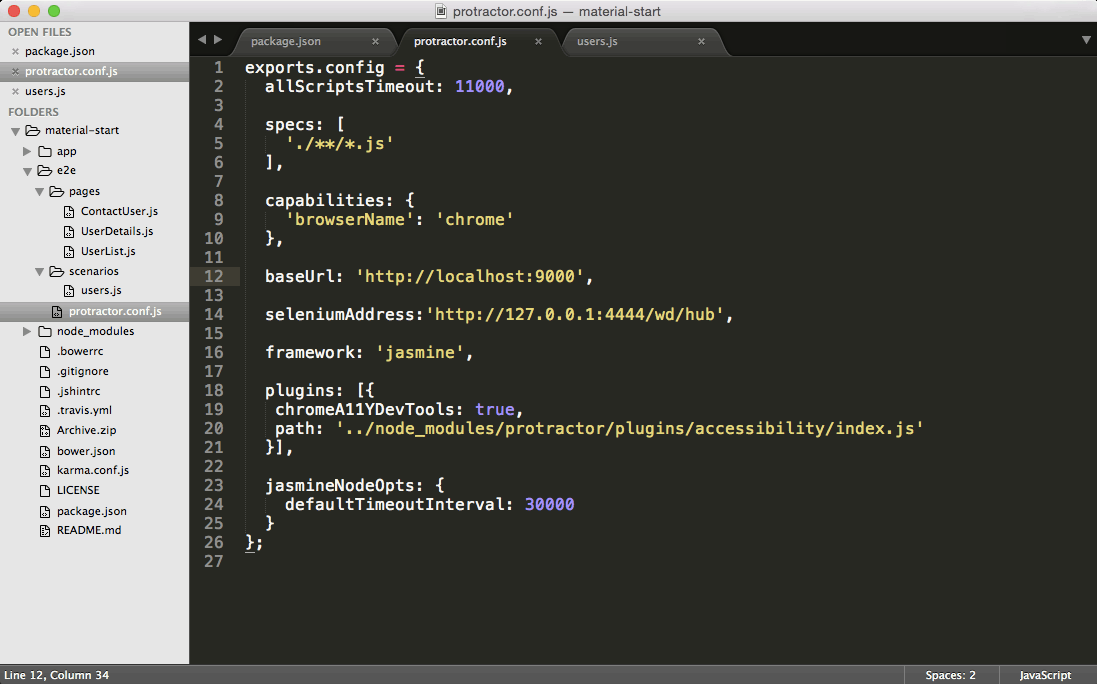 protractor.conf.js — material-start
OPEN FILES
× package.json
× protractor.conf.js
× users.js
FOLDERS
material-start
app
e2e
pages
ContactUser.js
UserDetails.js
UserList.js
scenarios
users.js
protractor.conf.js
node_modules
.bowerrc
.gitignore
.jshintrc
.travis.yml
Archive.zip
bower.json
karma.conf.js
LICENSE
package.json
README.md
package.json ×
protractor.conf.js ×
users.js ×
1 exports.config = {
2   allScriptsTimeout: 11000,
3
4   specs: [
5     './**/*.js'
6   ],
7
8   capabilities: {
9     'browserName': 'chrome'
10   },
11
12   baseUrl: 'http://localhost:9000',
13
14   seleniumAddress:'http://127.0.0.1:4444/wd/hub',
15
16   framework: 'jasmine',
17
18   plugins: [{
19    chromeA11YDevTools: true,
20    path: '../node_modules/protractor/plugins/accessibility/index.js'
21   }],
22
23   jasmineNodeOpts: {
24     defaultTimeoutInterval: 30000
25   }
26 };
27
Line 12, Column 34
Spaces: 2
JavaScript